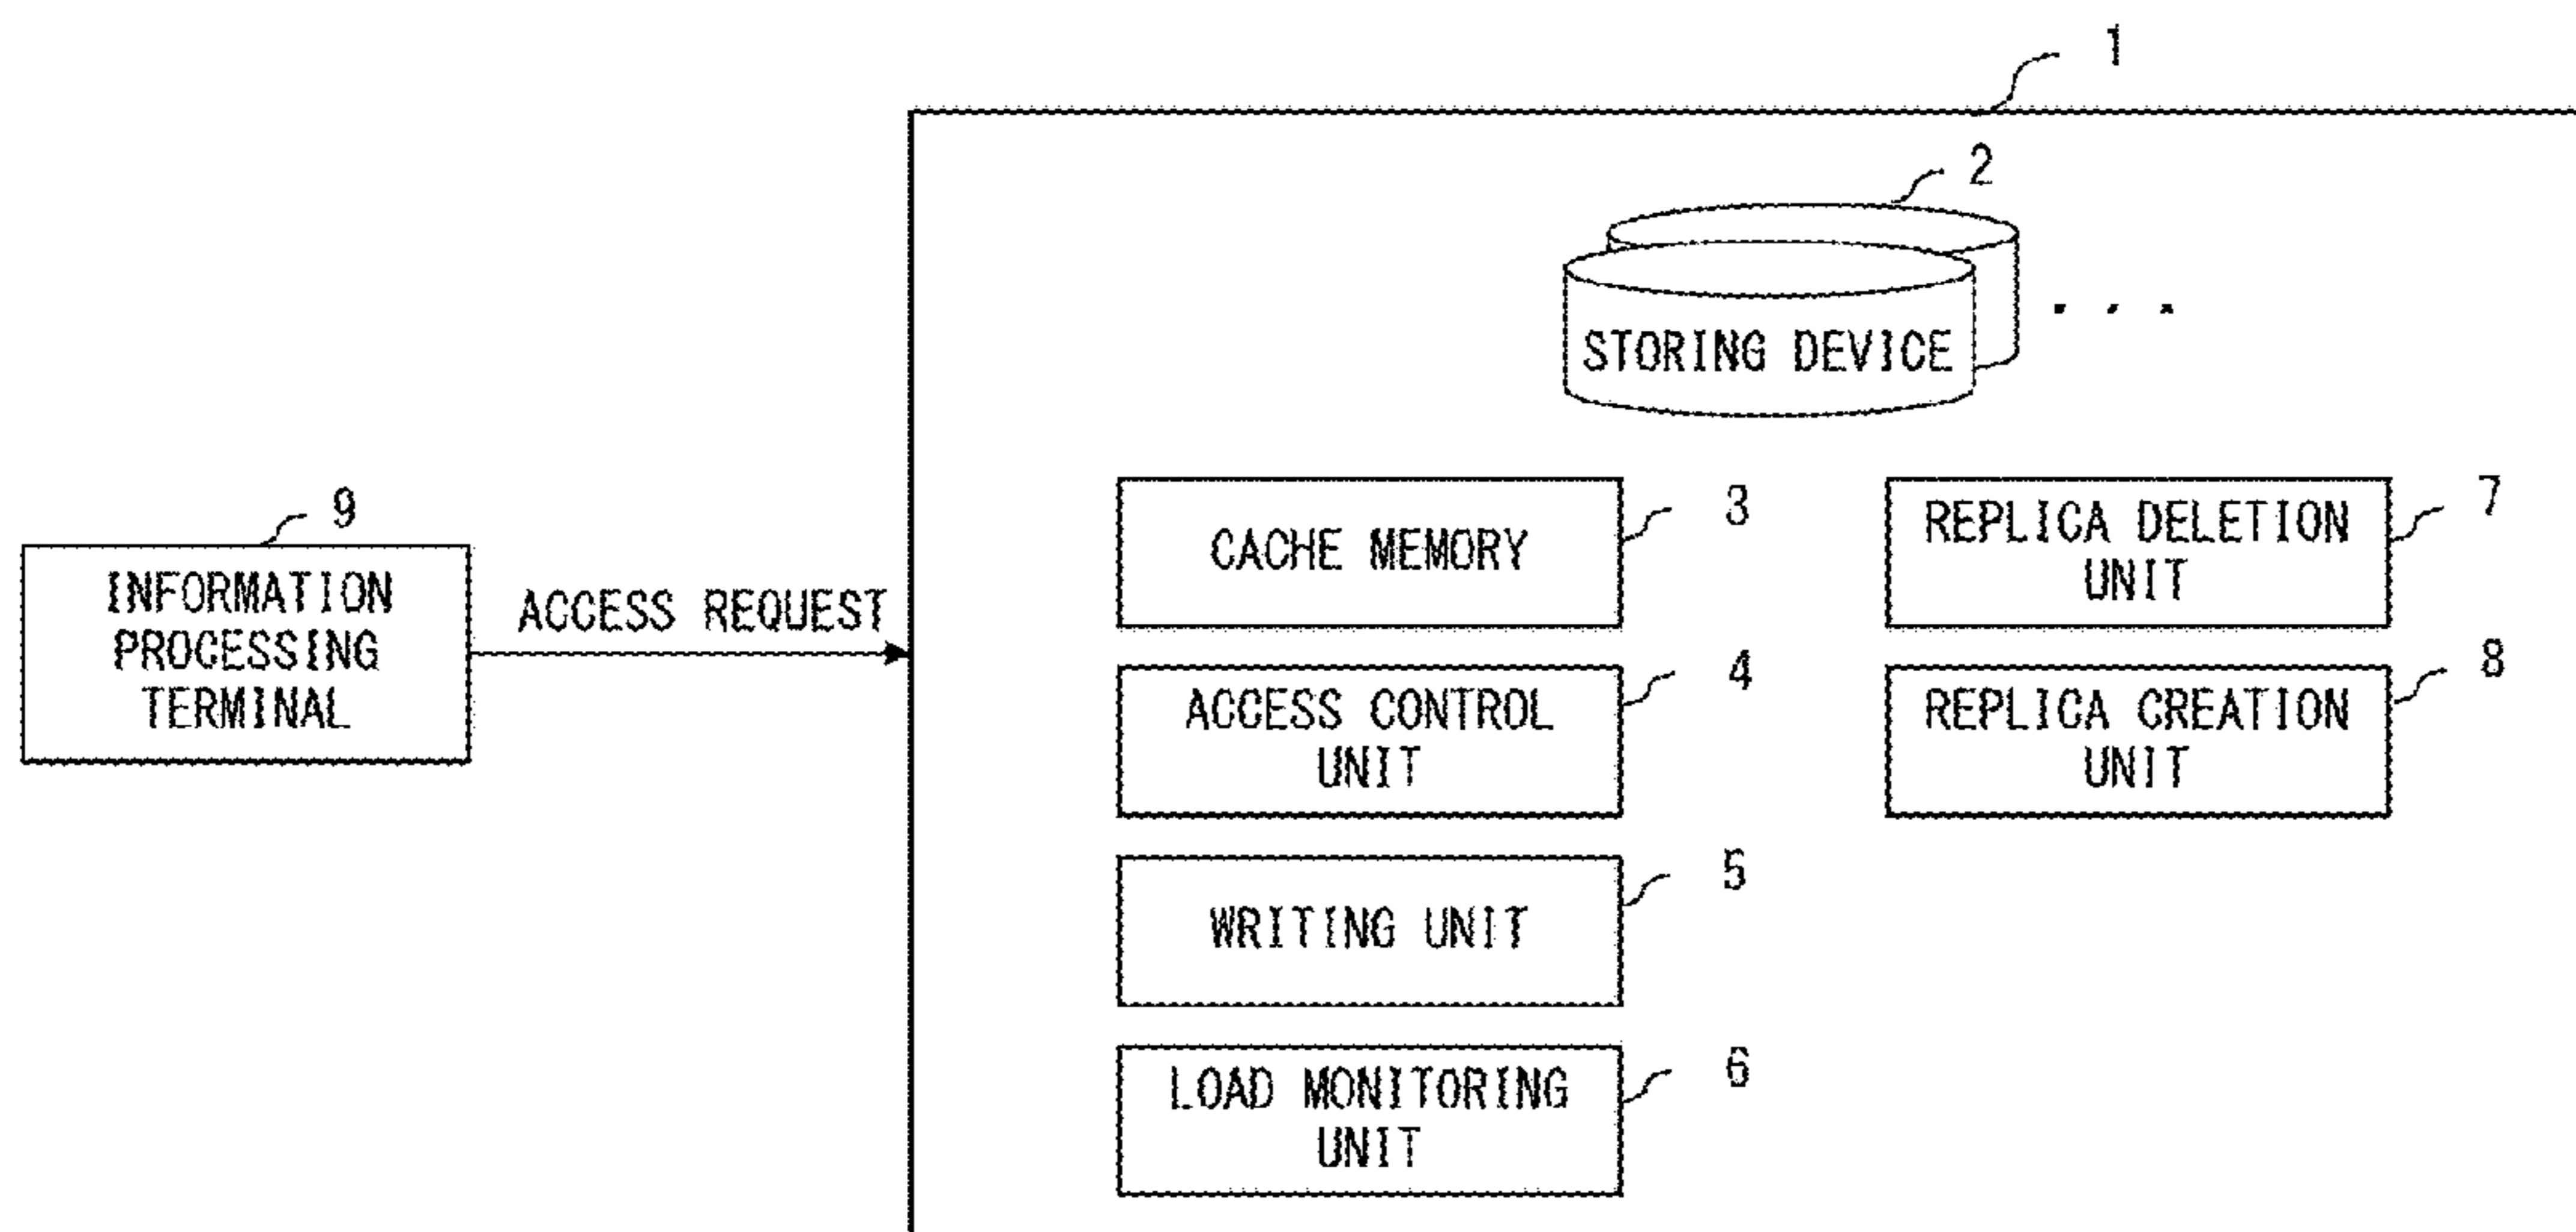 1
2
STORING DEVICE
. . .
3
CACHE MEMORY
7
REPLICA DELETION
UNIT
9
INFORMATION
PROCESSING
TERMINAL
ACCESS REQUEST
4
ACCESS CONTROL
UNIT
8
REPLICA CREATION
UNIT
5
WRITING UNIT
6
LOAD MONITORING
UNIT